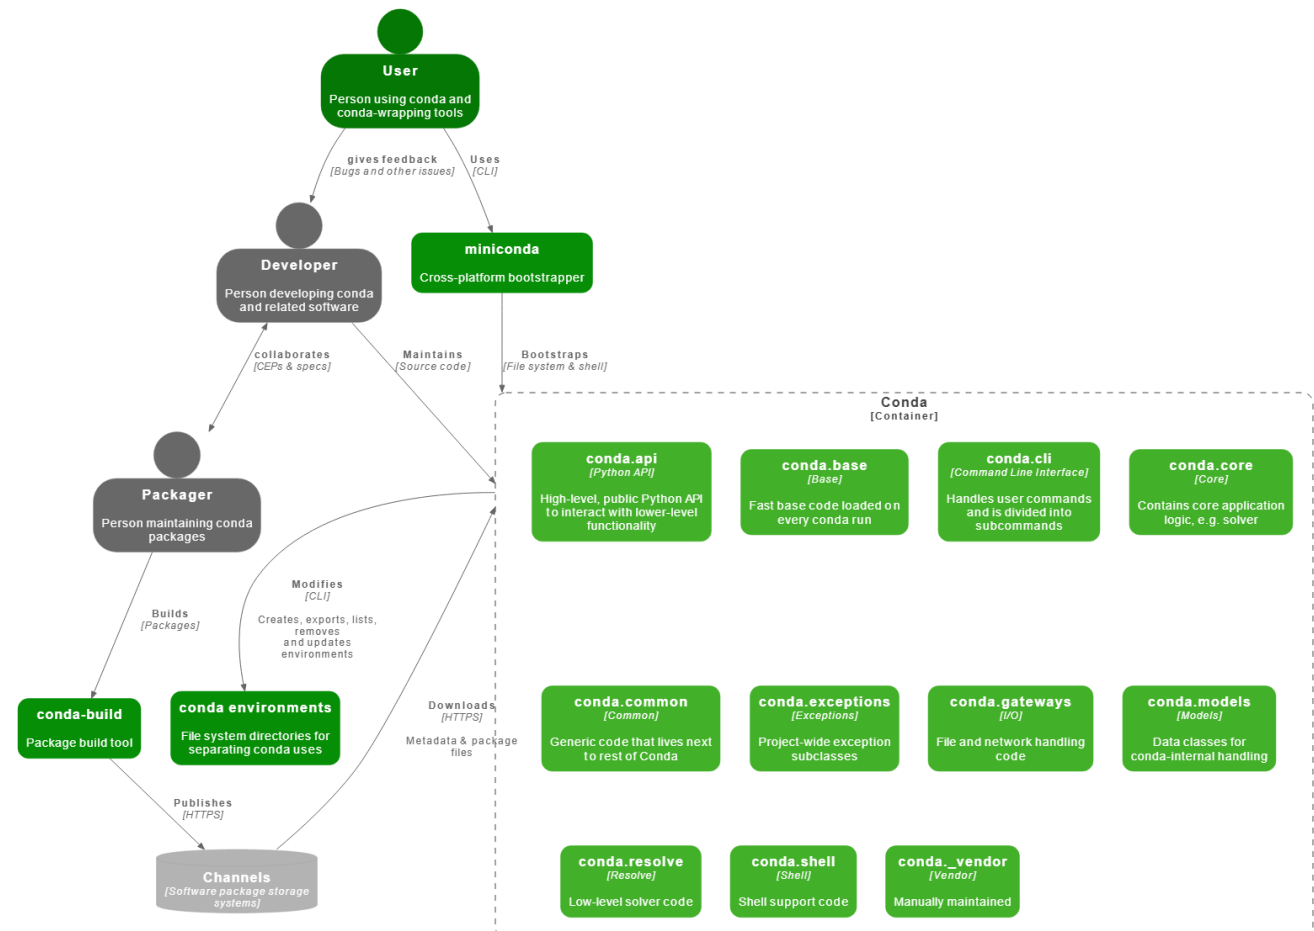 User
Person using conda and
conda-wrapping tools
gives feedback
[Bugs and other issues]
Uses
[CLI]
Developer
Person developing conda
and related software
miniconda
Cross-platform bootstrapper
collaborates
[CEPs & specs]
Maintains
[Source code]
Bootstraps
[File system & shell]
Conda
[Container]
conda.api
[Python API]
High-level, public Python API
to interact with lower-level
functionality
conda.base
[Base]
Fast base code loaded on
every conda run
conda.cli
[Command Line Interface]
Handles user commands
and is divided into
subcommands
conda.core
[Core]
Contains core application
logic, e.g. solver
Packager
Person maintaining conda
packages
Builds
[Packages]
Modifies
[CLI]
Creates, exports, lists,
removes
and updates
environments
conda-build
Package build tool
conda environments
File system directories for
separating conda uses
Downloads
[HTTPS]
Metadata & package
files
conda.common
[Common]
Generic code that lives next
to rest of Conda
conda.exceptions
[Exceptions]
Project-wide exception
subclasses
conda.gateways
[I/O]
File and network handling
code
conda.models
[Models]
Data classes for
conda-internal handling
Publishes
[HTTPS]
Channels
[Software package storage
systems]
conda.resolve
[Resolve]
Low-level solver code
conda.shell
[Shell]
Shell support code
conda._vendor
[Vendor]
Manually maintained